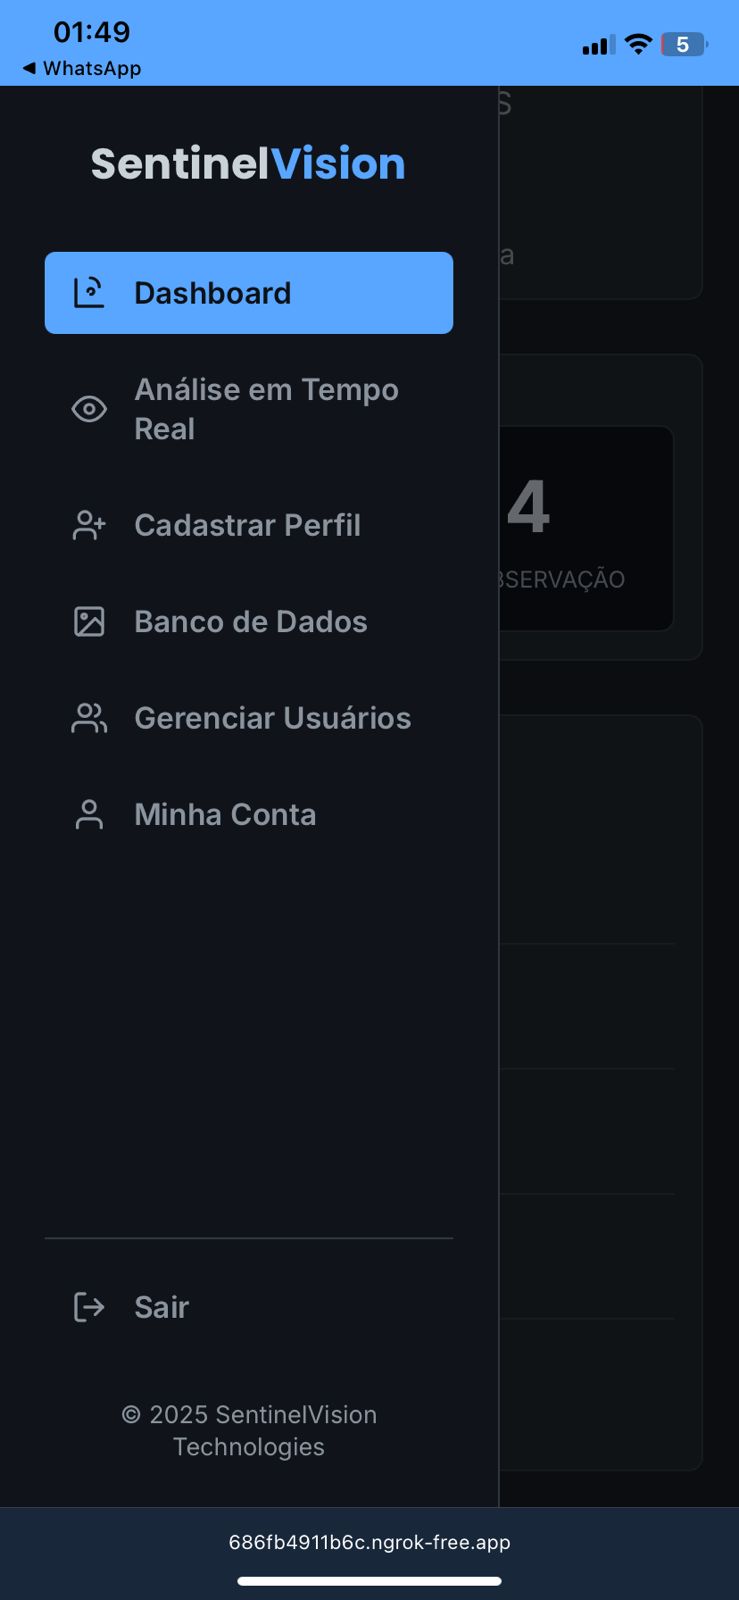 01:49
5
◀ WhatsApp
SentinelVision
Dashboard
Análise em Tempo
Real
Cadastrar Perfil
Banco de Dados
Gerenciar Usuários
Minha Conta
4
Sair
© 2025 SentinelVision
Technologies
686fb4911b6c.ngrok-free.app